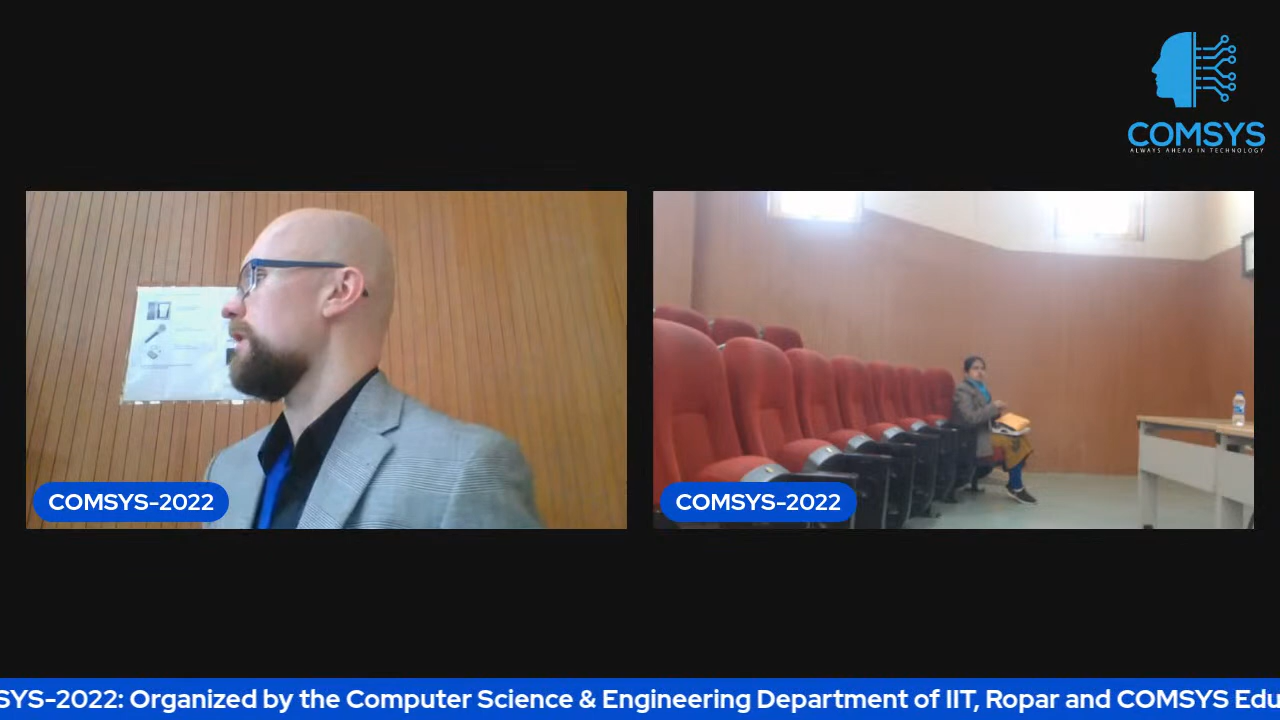 COMSYS
ALWAYS AHEAD IN TECHNOLOGY
COMSYS-2022
COMSYS-2022
SYS-2022: Organized by the Computer Science & Engineering Department of IIT, Ropar and COMSYS Edu